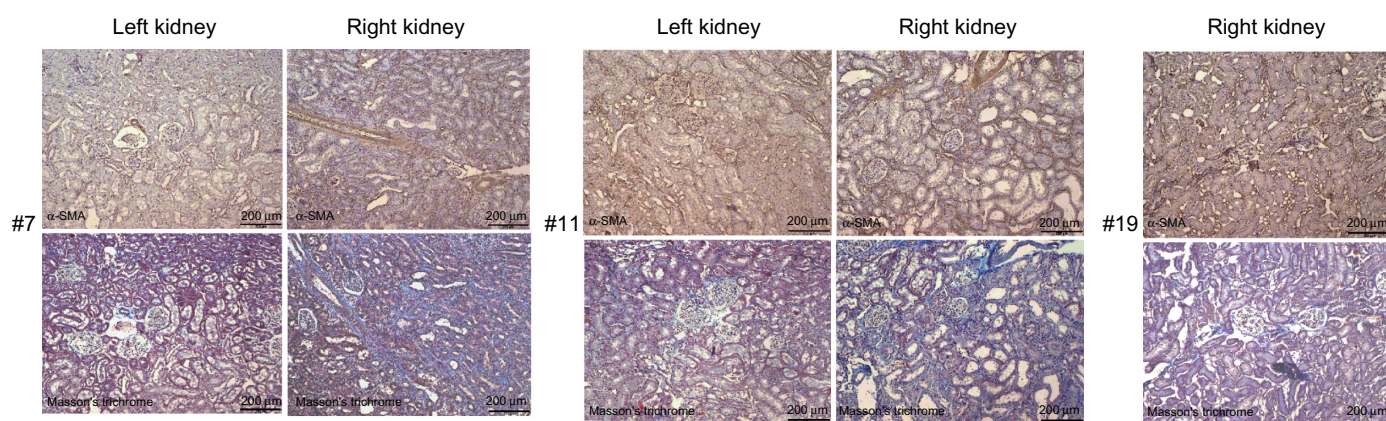 Left kidney Right kidney Left kidney Right kidney Right kidney
α-SMA 200 µm α-SMA 200 µm α-SMA 200 µm α-SMA 200 µm α-SMA 200 µm
#7 #11 #19
Masson's trichrome 200 µm Masson's trichrome 200 µm Masson's trichrome 200 µm Masson's trichrome 200 µm Masson's trichrome 200 µm